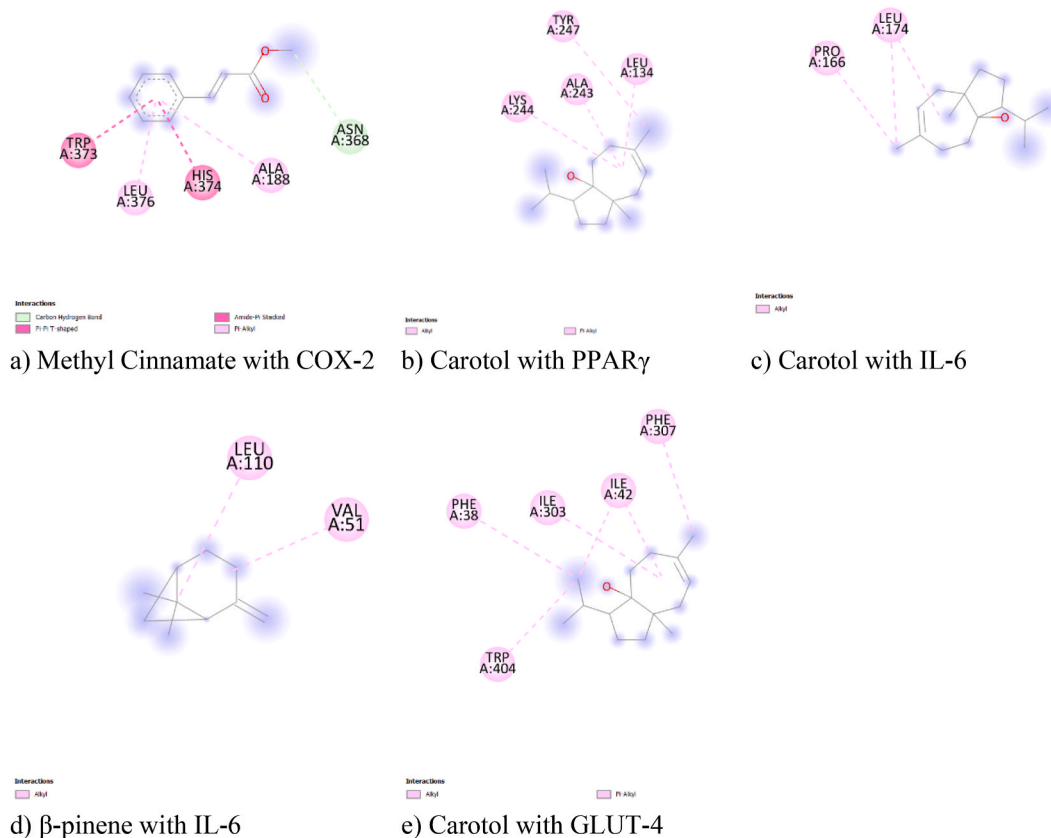 O
O
ASN
A:368
TRP
A:373
LEU
A:376
HIS
A:374
ALA
A:188
Interactions
Carbon Hydrogen Bond
Pi-Pi T-shaped
Amide-Pi Stacked
Pi-Alkyl
a) Methyl Cinnamate with COX-2
TYR
A:247
LEU
A:134
ALA
A:243
LYS
A:244
O
Interactions
Alkyl
Pi-Alkyl
b) Carotol with PPARγ
LEU
A:174
PRO
A:166
O
Interactions
Alkyl
c) Carotol with IL-6
LEU
A:110
VAL
A:51
Interactions
Alkyl
d) β-pinene with IL-6
PHE
A:307
ILE
A:42
PHE
A:38
ILE
A:303
O
TRP
A:404
Interactions
Alkyl
Pi-Alkyl
e) Carotol with GLUT-4